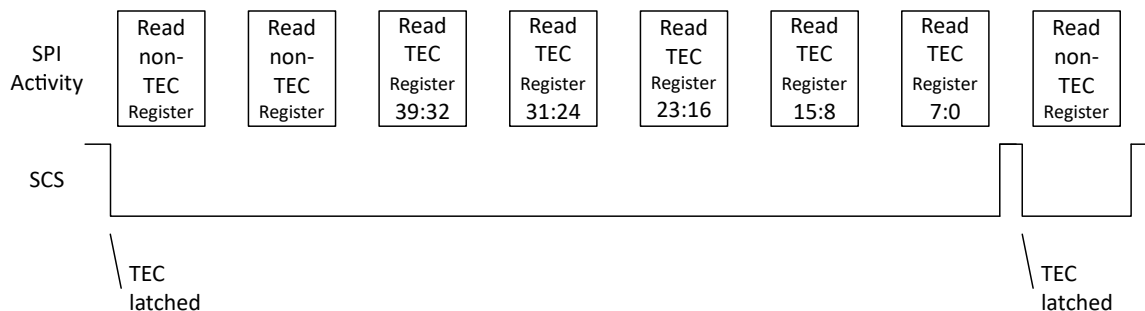 SPI
Activity
Read
non-
TEC
Register
Read
non-
TEC
Register
Read
TEC
Register
39:32
Read
TEC
Register
31:24
Read
TEC
Register
23:16
Read
TEC
Register
15:8
Read
TEC
Register
7:0
Read
non-
TEC
Register
SCS
TEC
latched
TEC
latched